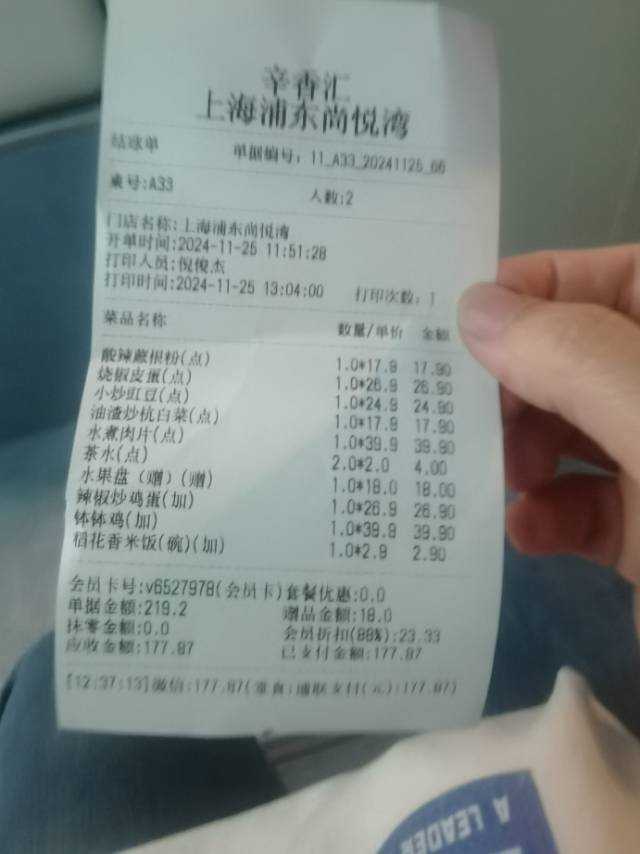 辛香汇
上海浦东尚悦湾
结账单 单据编号：11_A33_20241125_66
桌号:A33 人数:2
门店名称:上海浦东尚悦湾
开单时间:2024-11-25 11:51:28
打印人员:倪俊杰
打印时间:2024-11-25 13:04:00 打印次数：1
菜品名称 数量/单价 金额
酸辣蕨根粉(点) 1.0*17.9 17.90
烧椒皮蛋(点) 1.0*26.9 26.90
小炒豇豆(点) 1.0*24.9 24.90
油渣炒杭白菜(点) 1.0*17.9 17.90
水煮肉片(点) 1.0*39.9 39.90
茶水(点) 2.0*2.0 4.00
水果盘（赠）(赠) 1.0*18.0 18.00
辣椒炒鸡蛋(加) 1.0*26.9 26.90
钵钵鸡(加) 1.0*39.9 39.90
稻花香米饭(碗)(加) 1.0*2.9 2.90
会员卡号:v6527978(会员卡) 套餐优惠:0.0
单据金额:219.2 赠品金额:18.0
抹零金额:0.0 会员折扣(88%):23.33
应收金额:177.87 已支付金额:177.87
[12:37:13]微信:177.87( 支付(元):177.87)
A LEADER